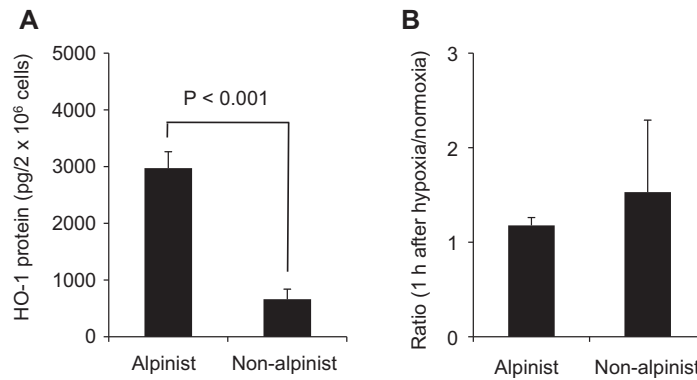 A
HO-1 protein (pg/2 x 10⁶ cells)
5000
4000
3000
2000
1000
0
P < 0.001
Alpinist Non-alpinist
B
Ratio (1 h after hypoxia/normoxia)
3
2
1
0
Alpinist Non-alpinist